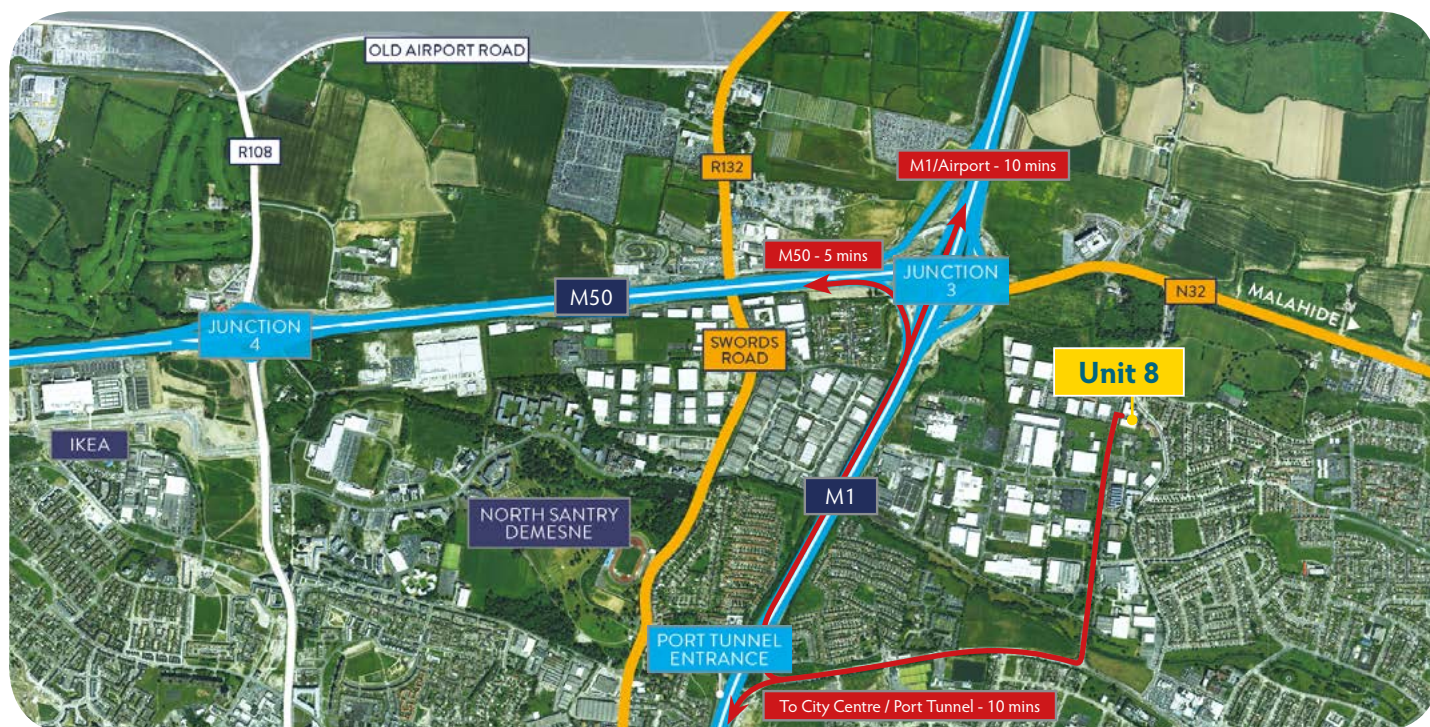 OLD AIRPORT ROAD
R108
R132
M1/Airport - 10 mins
M50 - 5 mins
JUNCTION
3
M50
N32
MALAHIDE
JUNCTION
4
SWORDS
ROAD
Unit 8
IKEA
M1
NORTH SANTRY
DEMESNE
PORT TUNNEL
ENTRANCE
To City Centre / Port Tunnel - 10 mins